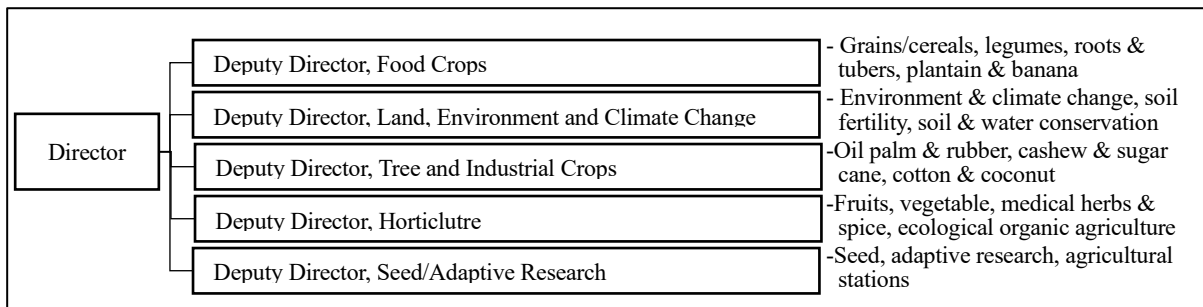 Director
Deputy Director, Food Crops
- Grains/cereals, legumes, roots &
tubers, plantain & banana
Deputy Director, Land, Environment and Climate Change
- Environment & climate change, soil
fertility, soil & water conservation
Deputy Director, Tree and Industrial Crops
-Oil palm & rubber, cashew & sugar
cane, cotton & coconut
Deputy Director, Horticlutre
-Fruits, vegetable, medical herbs &
spice, ecological organic agriculture
Deputy Director, Seed/Adaptive Research
-Seed, adaptive research, agricultural
stations